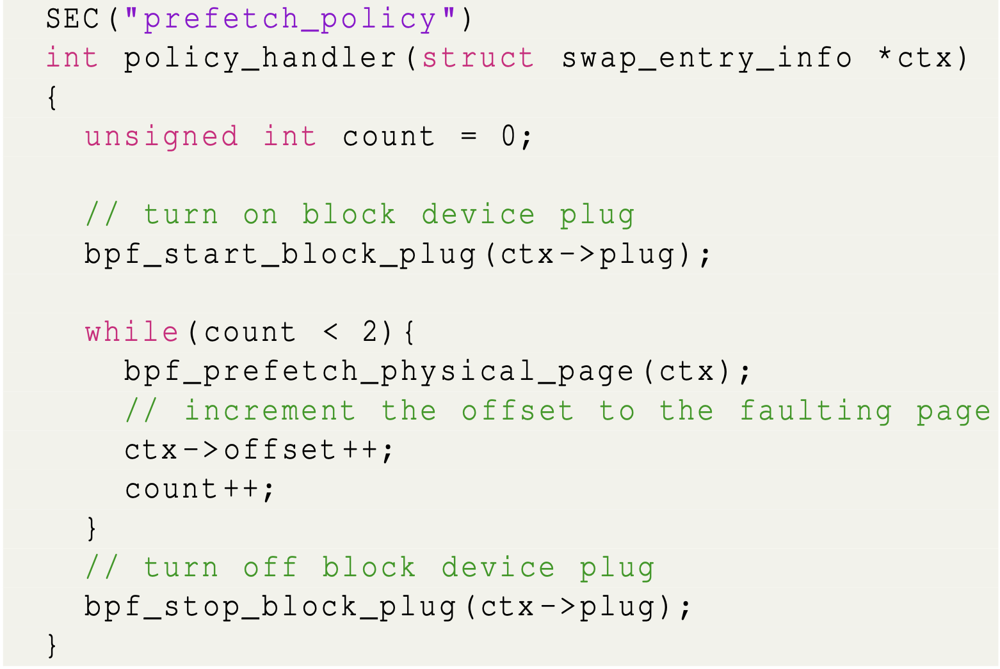 SEC("prefetch_policy")
int policy_handler(struct swap_entry_info *ctx)
{
unsigned int count = 0;
// turn on block device plug
bpf_start_block_plug(ctx->plug);
while(count < 2){
bpf_prefetch_physical_page(ctx);
// increment the offset to the faulting page
ctx->offset++;
count++;
}
// turn off block device plug
bpf_stop_block_plug(ctx->plug);
}